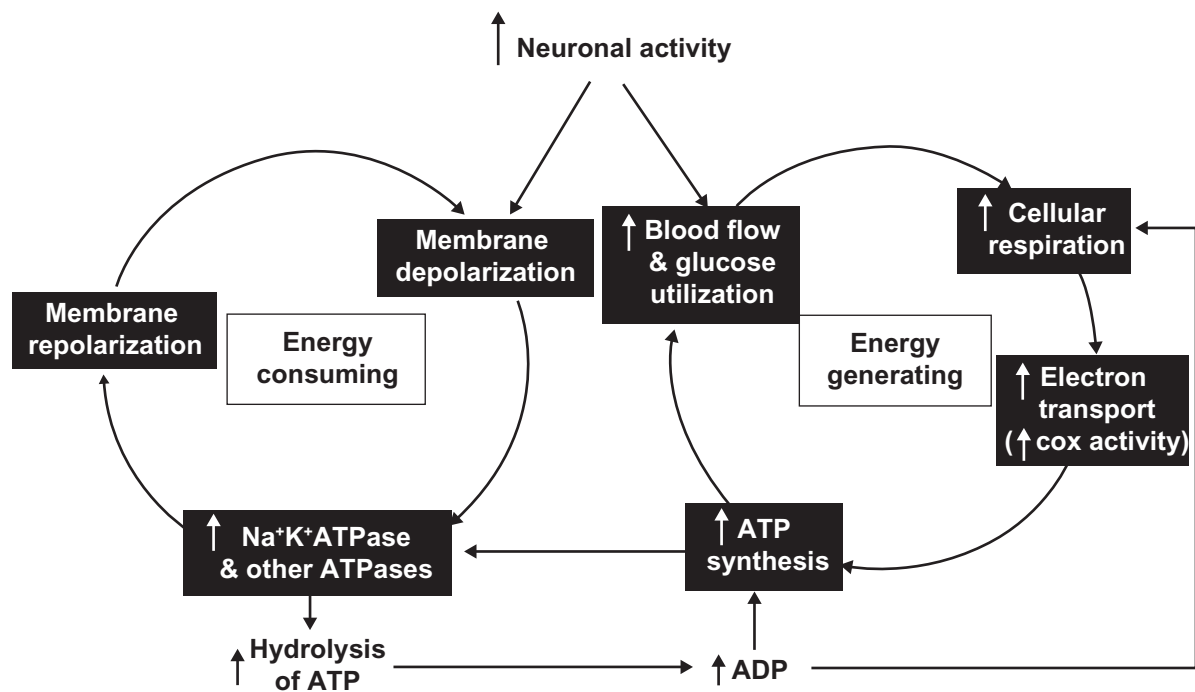 ↑ Neuronal activity
Membrane
depolarization
↑ Blood flow
& glucose
utilization
↑ Cellular
respiration
Membrane
repolarization
Energy
consuming
Energy
generating
↑ Electron
transport
(↑ cox activity)
↑ Na⁺K⁺ATPase
& other ATPases
↑ ATP
synthesis
↑ Hydrolysis
of ATP
↑ ADP